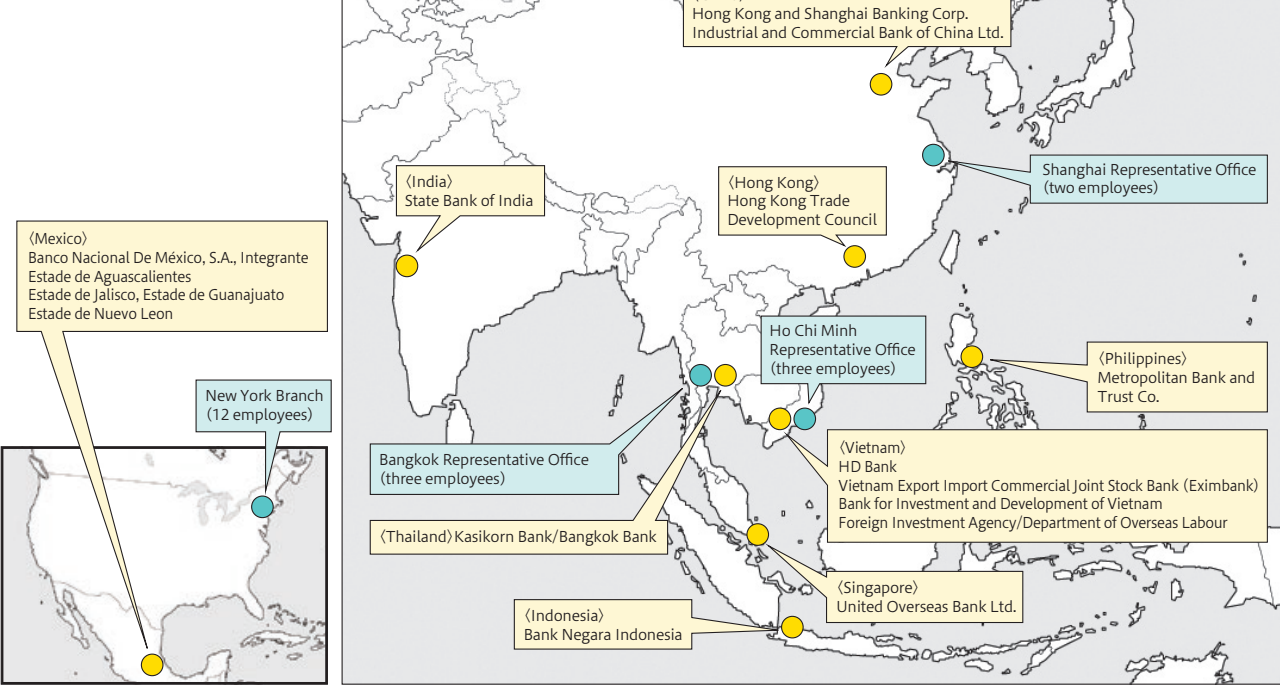 Hong Kong and Shanghai Banking Corp.
Industrial and Commercial Bank of China Ltd.
Shanghai Representative Office
(two employees)
〈India〉
State Bank of India
〈Hong Kong〉
Hong Kong Trade
Development Council
〈Mexico〉
Banco Nacional De México, S.A., Integrante
Estade de Aguascalientes
Estade de Jalisco, Estade de Guanajuato
Estade de Nuevo Leon
Ho Chi Minh
Representative Office
(three employees)
〈Philippines〉
Metropolitan Bank and
Trust Co.
New York Branch
(12 employees)
Bangkok Representative Office
(three employees)
〈Vietnam〉
HD Bank
Vietnam Export Import Commercial Joint Stock Bank (Eximbank)
Bank for Investment and Development of Vietnam
Foreign Investment Agency/Department of Overseas Labour
〈Thailand〉Kasikorn Bank/Bangkok Bank
〈Singapore〉
United Overseas Bank Ltd.
〈Indonesia〉
Bank Negara Indonesia